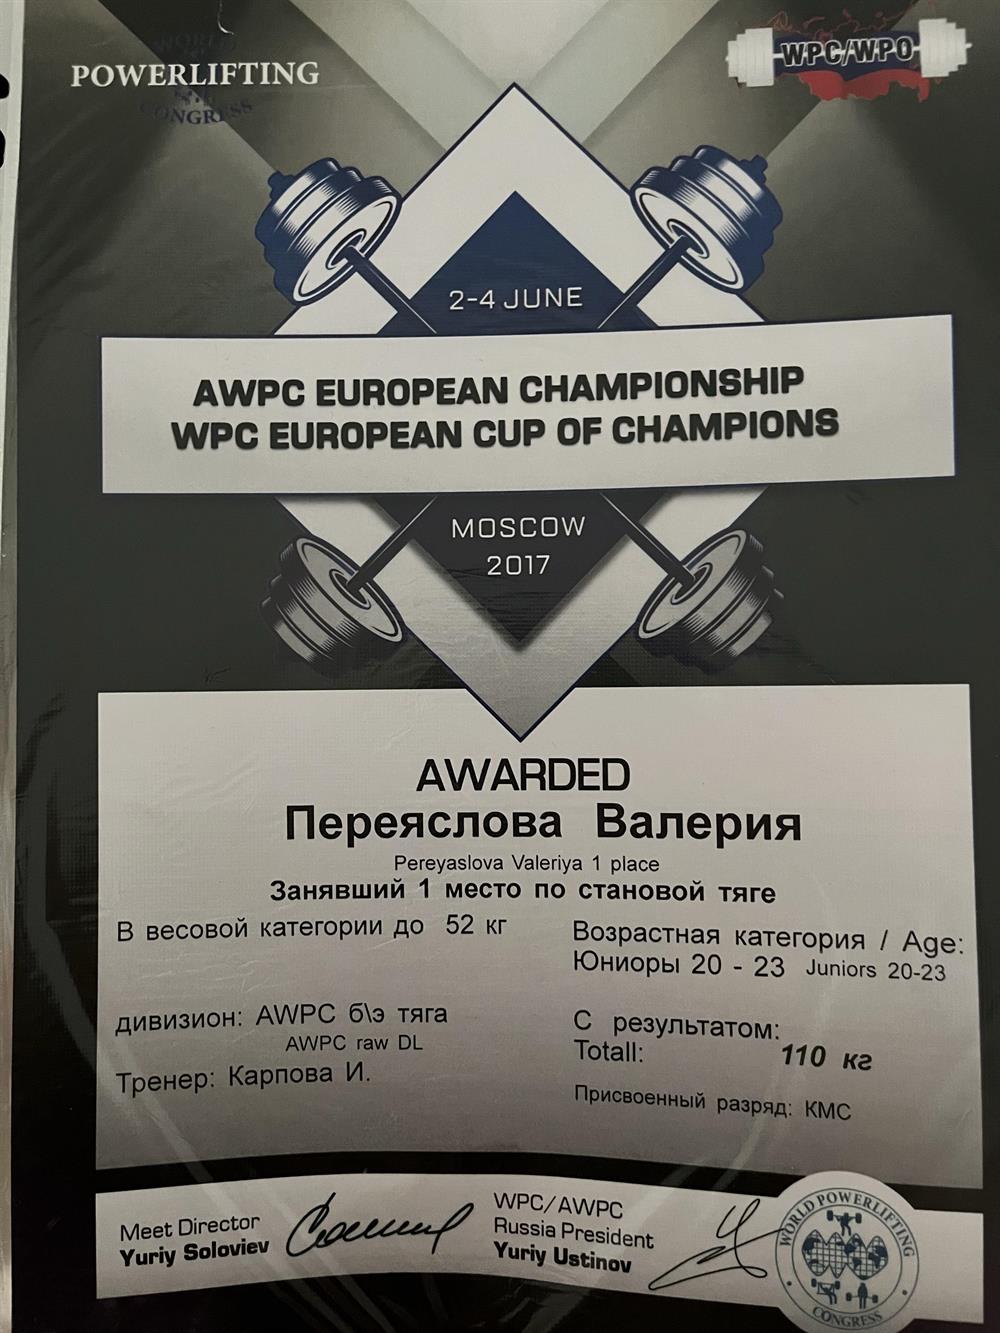 WORLD
POWERLIFTING
CONGRESS
WPC/WPO
2-4 JUNE
AWPC EUROPEAN CHAMPIONSHIP
WPC EUROPEAN CUP OF CHAMPIONS
MOSCOW
2017
AWARDED
Переяслова Валерия
Pereyaslova Valeriya 1 place
Занявший 1 место по становой тяге
В весовой категории до 52 кг
Возрастная категория / Age:
Юниоры 20 - 23 Juniors 20-23
дивизион: AWPC б\э тяга
AWPC raw DL
Тренер: Карпова И.
С результатом:
Totall: 110 кг
Присвоенный разряд: КМС
Meet Director
Yuriy Soloviev
WPC/AWPC
Russia President
Yuriy Ustinov
WORLD POWERLIFTING
CONGRESS